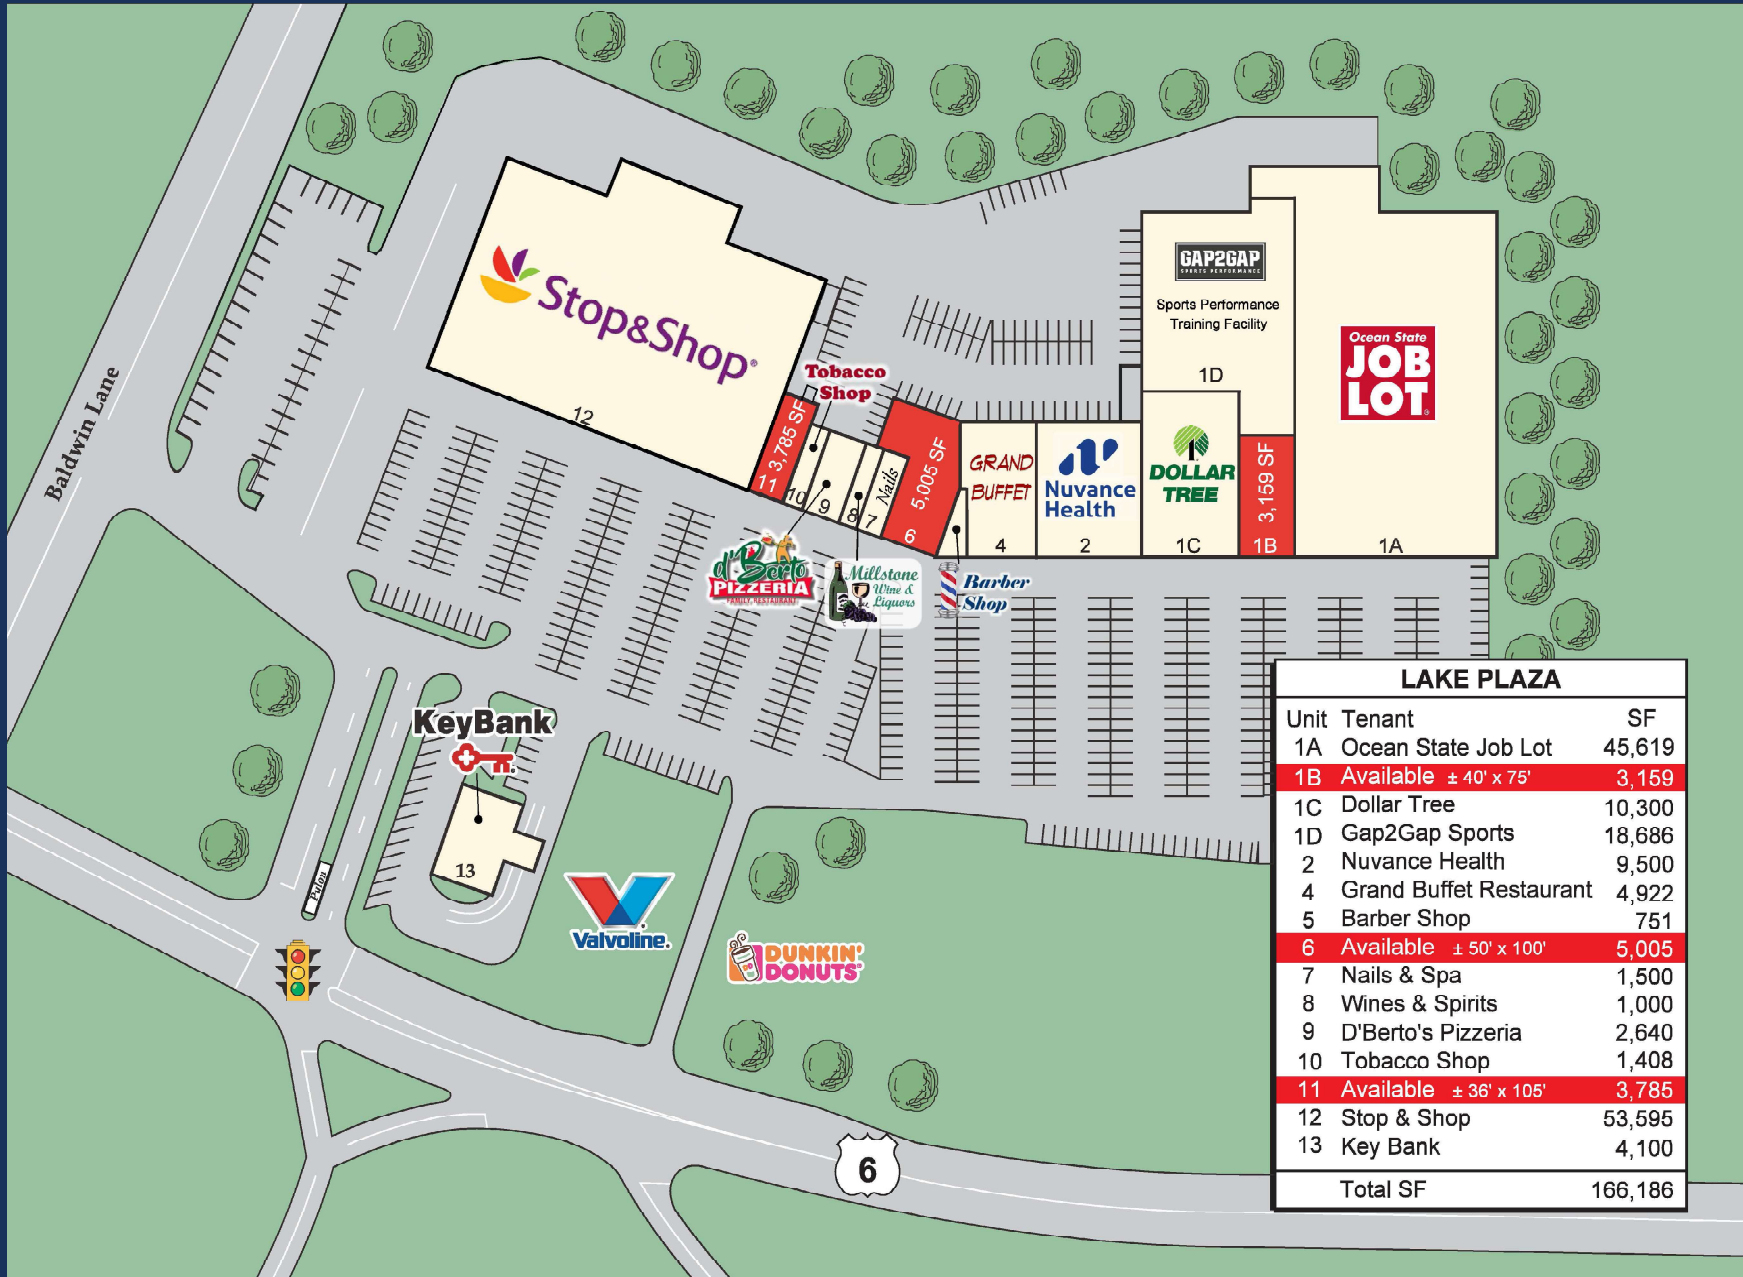 Baldwin Lane
Stop&Shop
12
Tobacco
Shop
11 3,785 SF
10
9
8
7
Nails
6 5,005 SF
GRAND
BUFFET
4
Nuvance
Health
2
GAP2GAP
SPORTS PERFORMANCE
Sports Performance
Training Facility
1D
DOLLAR
TREE
1C
3,159 SF
1B
Ocean State
JOB
LOT
1A
d'Berto
PIZZERIA
FAMILY RESTAURANT
Millstone
Wine &
Liquors
Barber
Shop
KeyBank
13
Pylon
Valvoline.
DUNKIN'
DONUTS
6
LAKE PLAZA
Unit Tenant SF
1A Ocean State Job Lot 45,619
1B Available ± 40' x 75' 3,159
1C Dollar Tree 10,300
1D Gap2Gap Sports 18,686
2 Nuvance Health 9,500
4 Grand Buffet Restaurant 4,922
5 Barber Shop 751
6 Available ± 50' x 100' 5,005
7 Nails & Spa 1,500
8 Wines & Spirits 1,000
9 D'Berto's Pizzeria 2,640
10 Tobacco Shop 1,408
11 Available ± 36' x 105' 3,785
12 Stop & Shop 53,595
13 Key Bank 4,100
Total SF 166,186